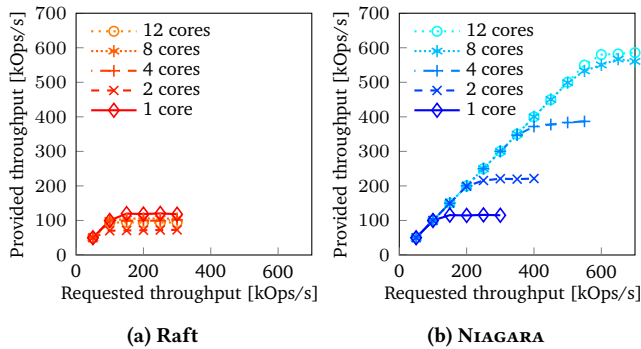 Provided throughput [kOps/s]
700
600
500
400
300
200
100
0
12 cores
8 cores
4 cores
2 cores
1 core
0 200 400 600
Requested throughput [kOps/s]
(a) Raft
Provided throughput [kOps/s]
700
600
500
400
300
200
100
0
12 cores
8 cores
4 cores
2 cores
1 core
0 200 400 600
Requested throughput [kOps/s]
(b) NIAGARA